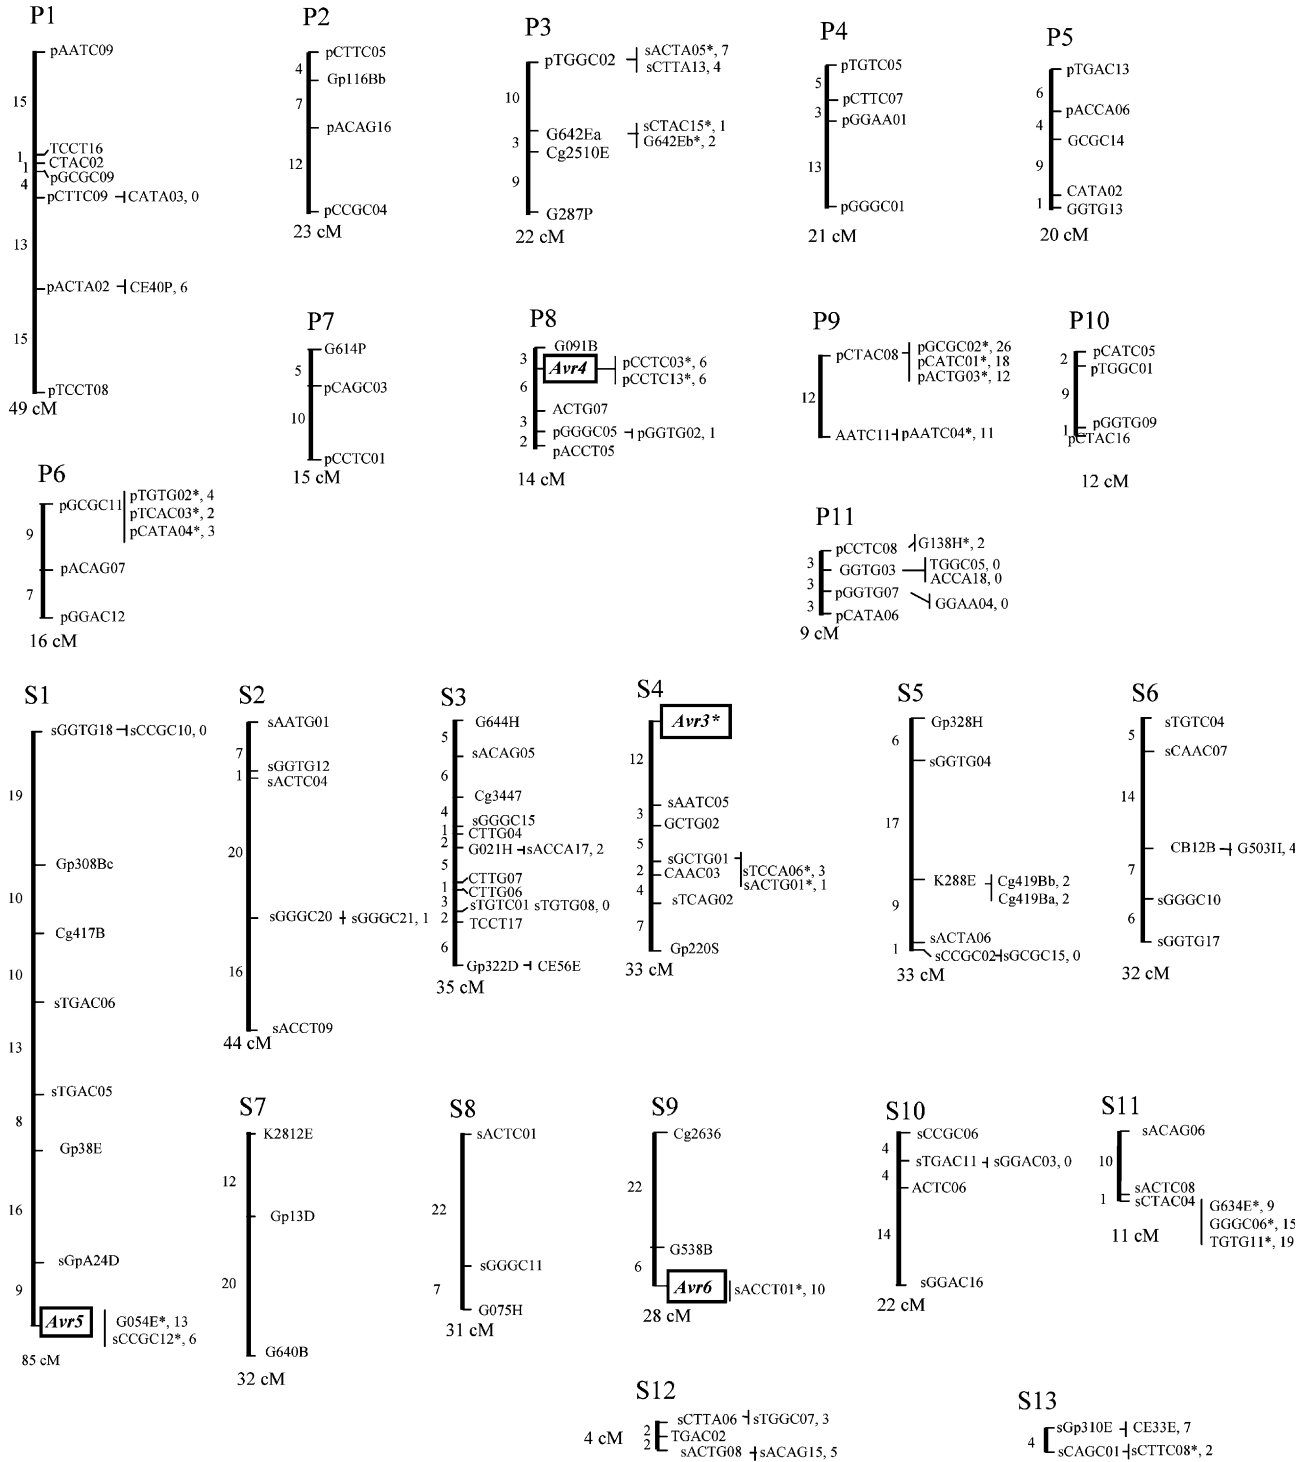 P1
pAATC09
15
TCCT16
1
CTAC02
1
pGCGC09
4
pCTTC09 CATA03, 0
13
pACTA02 CE40P, 6
15
pTCCT08
49 cM
P2
pCTTC05
4
Gp116Bb
7
pACAG16
12
pCCGC04
23 cM
P3
pTGGC02 sACTA05*, 7
sCTTA13, 4
10
G642Ea sCTAC15*, 1
G642Eb*, 2
3
Cg2510E
9
G287P
22 cM
P4
pTGTC05
5
pCTTC07
3
pGGAA01
13
pGGGC01
21 cM
P5
pTGAC13
6
pACCA06
4
GCGC14
9
CATA02
1
GGTG13
20 cM
P6
pGCGC11 pTGTG02*, 4
pTCAC03*, 2
pCATA04*, 3
9
pACAG07
7
pGGAC12
16 cM
P7
G614P
5
pCAGC03
10
pCCTC01
15 cM
P8
G091B
3
Avr4 pCCTC03*, 6
pCCTC13*, 6
6
ACTG07
3
pGGGC05 pGGTG02, 1
2
pACCT05
14 cM
P9
pCTAC08 pGCGC02*, 26
pCATC01*, 18
pACTG03*, 12
12
AATC11 pAATC04*, 11
P10
pCATC05
2
pTGGC01
9
pGGTG09
1
pCTAC16
12 cM
P11
pCCTC08 G138H*, 2
3
GGTG03 TGGC05, 0
ACCA18, 0
3
pGGTG07 GGAA04, 0
3
pCATA06
9 cM
S1
sGGTG18 sCCGC10, 0
19
Gp308Bc
10
Cg417B
10
sTGAC06
13
sTGAC05
8
Gp38E
16
sGpA24D
9
Avr5 G054E*, 13
sCCGC12*, 6
85 cM
S2
sAATG01
7
sGGTG12
1
sACTC04
20
sGGGC20 sGGGC21, 1
16
sACCT09
44 cM
S3
G644H
5
sACAG05
6
Cg3447
4
sGGGC15
1
CTTG04
2
G021H sACCA17, 2
5
CTTG07
1
CTTG06
3
sTGTC01 sTGTG08, 0
2
TCCT17
6
Gp322D CE56E
35 cM
S4
Avr3*
12
sAATC05
3
GCTG02
5
sGCTG01 sTCCA06*, 3
sACTG01*, 1
2
CAAC03
4
sTCAG02
7
Gp220S
33 cM
S5
Gp328H
6
sGGTG04
17
K288E Cg419Bb, 2
Cg419Ba, 2
9
sACTA06
1
sCCGC02 sGCGC15, 0
33 cM
S6
sTGTC04
5
sCAAC07
14
CB12B G503H, 4
7
sGGGC10
6
sGGTG17
32 cM
S7
K2812E
12
Gp13D
20
G640B
32 cM
S8
sACTC01
22
sGGGC11
7
G075H
31 cM
S9
Cg2636
22
G538B
6
Avr6 sACCT01*, 10
28 cM
S10
sCCGC06
4
sTGAC11 sGGAC03, 0
4
ACTC06
14
sGGAC16
22 cM
S11
sACAG06
10
sACTC08
1
sCTAC04 G634E*, 9
GGGC06*, 15
TGTG11*, 19
11 cM
S12
sCTTA06 sTGGC07, 3
2
TGAC02
2
sACTG08 sACAG15, 5
4 cM
S13
sGp310E CE33E, 7
4
sCAGC01 sCTTC08*, 2